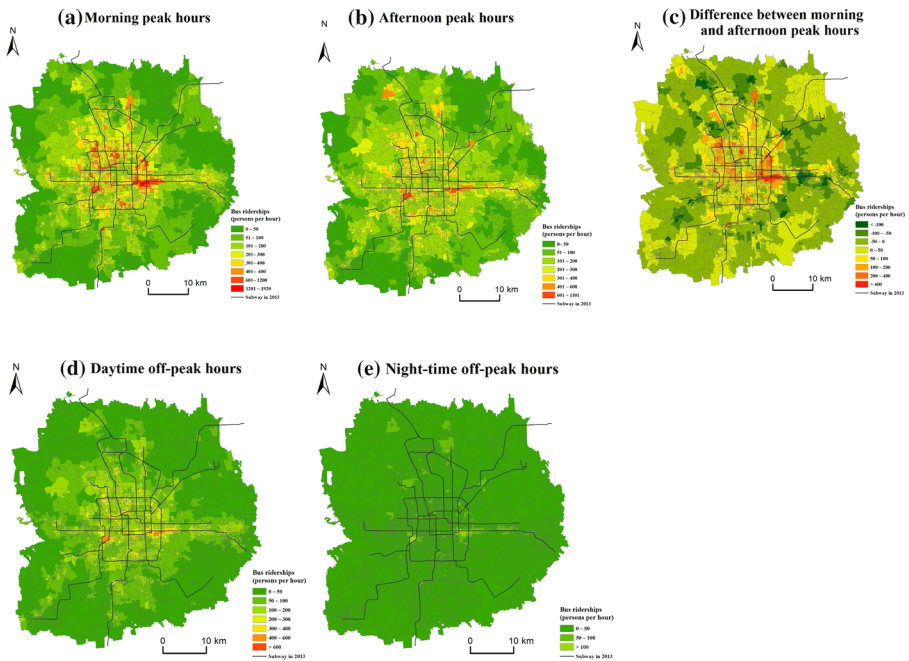 (a) Morning peak hours
N
Bus riderships
(persons per hour)
0 ~ 50
51 ~ 100
101 ~ 200
201~ 300
301~ 400
401 ~ 600
601 ~ 1200
1201 ~ 1920
Subway in 2013
0 10 km
(b) Afternoon peak hours
N
Bus riderships
(persons per hour)
0~ 50
51 ~ 100
101 ~ 200
201 ~ 300
301 ~ 400
401 ~ 600
601 ~ 1101
Subway in 2013
0 10 km
(c) Difference between morning
and afternoon peak hours
N
Bus riderships
(persons per hour)
< -100
-100 ~ -50
-50 ~ 0
0 ~ 50
50 ~ 100
100 ~ 200
200 ~ 400
> 400
Subway in 2013
0 10 km
(d) Daytime off-peak hours
N
Bus riderships
(persons per hour)
0 ~ 50
50 ~ 100
100 ~ 200
200 ~ 300
300 ~ 400
400 ~ 600
> 600
Subway in 2013
0 10 km
(e) Night-time off-peak hours
N
Bus riderships
(persons per hour)
0 ~ 50
50 ~ 100
> 100
Subway in 2013
0 10 km